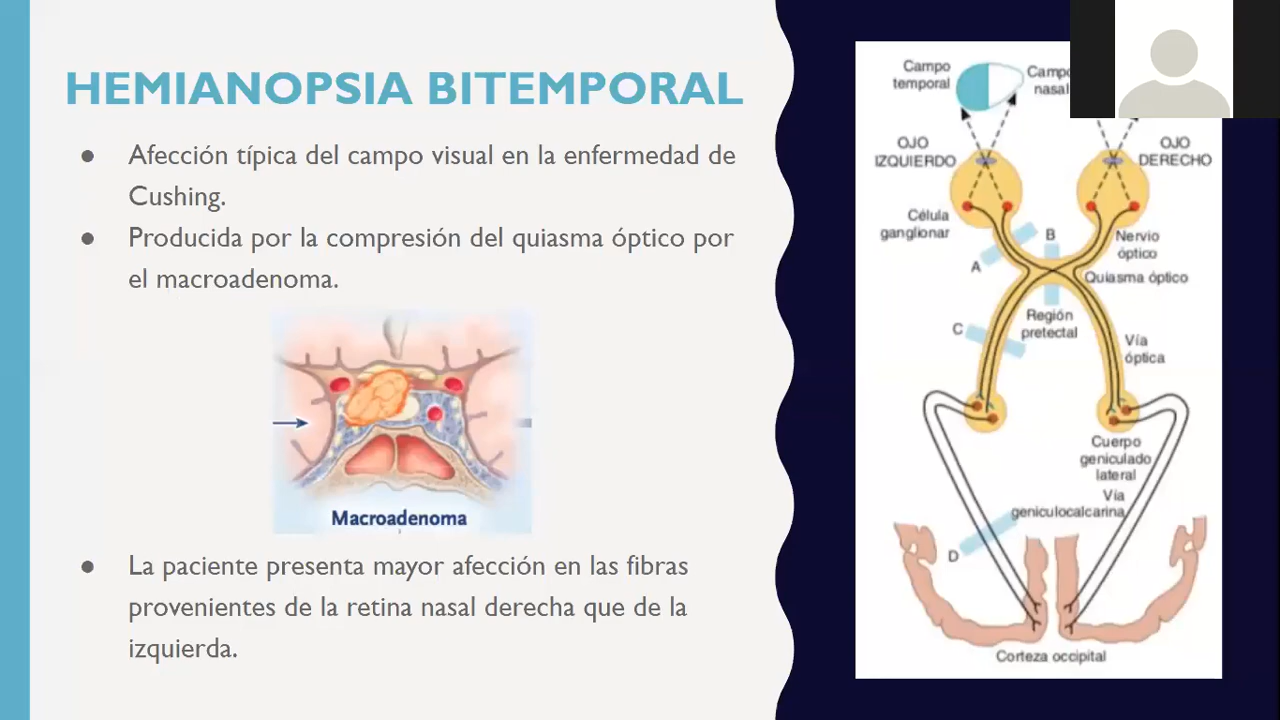 HEMIANOPSIA BITEMPORAL
● Afección típica del campo visual en la enfermedad de
Cushing.
● Producida por la compresión del quiasma óptico por
el macroadenoma.
Macroadenoma
● La paciente presenta mayor afección en las fibras
provenientes de la retina nasal derecha que de la
izquierda.
Campo
temporal
nasal
OJO
IZQUIERDO
OJO
DERECHO
Célula
ganglionar
A
B
Nervio
óptico
Quiasma óptico
Región
pretectal
C
Vía
óptica
Cuerpo
geniculado
lateral
Vía
geniculocalcarina
D
Corteza occipital